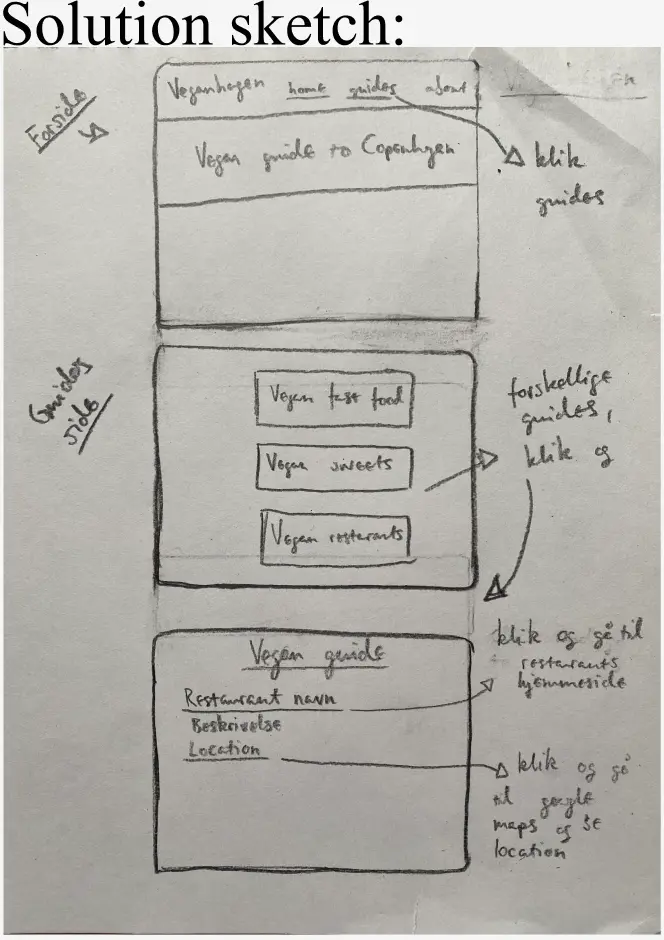 Solution sketch:
Forside
Veganhagen home guides about
Vegan guide to Copenhagen
klik
guides
Guides
side
Vegan fast food
Vegan sweets
Vegan resterants
forskellige
guides,
klik og
Vegan guide
Restaurant navn
Beskrivelse
Location
klik og gå til
restaurants
hjemmeside
klik og gå
til google
maps og se
location